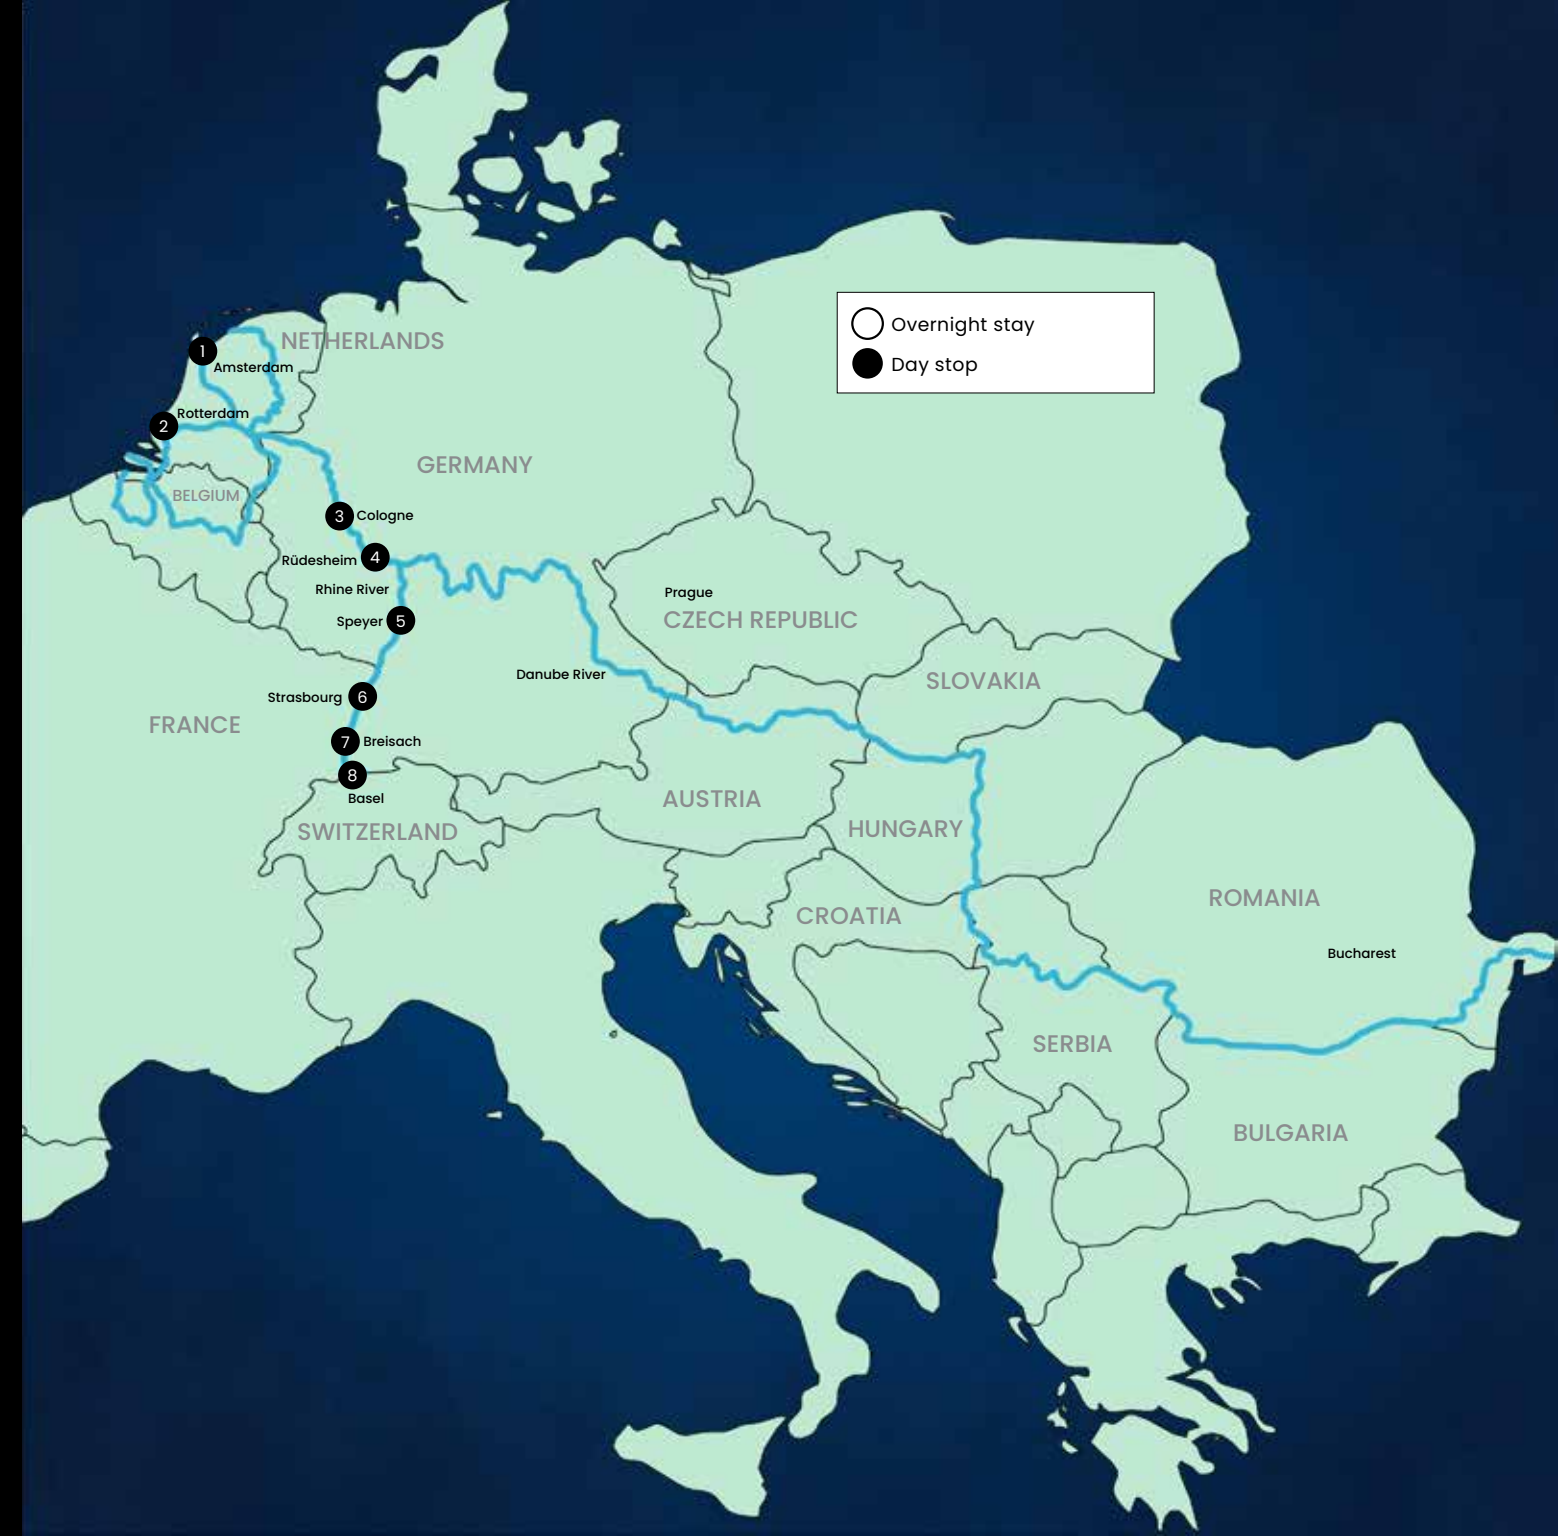 NETHERLANDS
Overnight stay
Day stop
1
Amsterdam
Rotterdam
2
GERMANY
BELGIUM
3 Cologne
Rüdesheim 4
Rhine River
Prague
Speyer 5
CZECH REPUBLIC
Danube River
SLOVAKIA
Strasbourg 6
FRANCE
7 Breisach
8
Basel
AUSTRIA
SWITZERLAND
HUNGARY
ROMANIA
CROATIA
Bucharest
SERBIA
BULGARIA